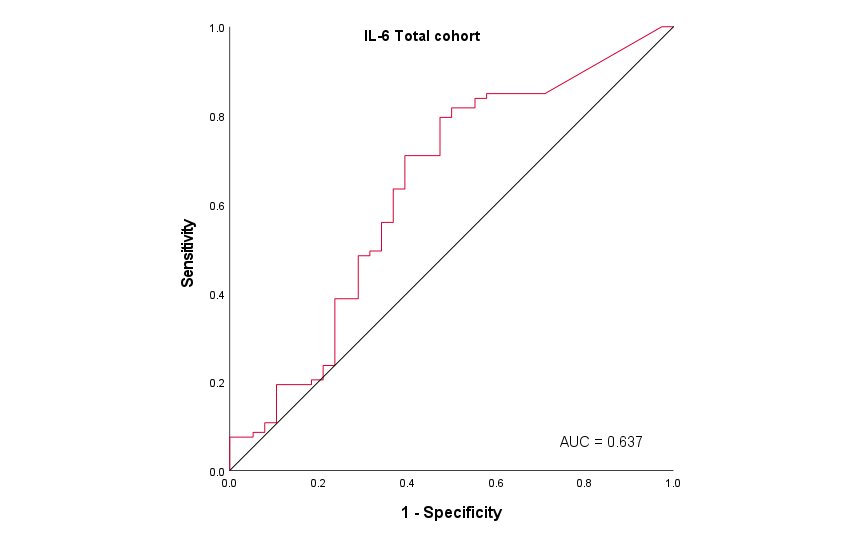 IL-6 Total cohort
1.0
0.8
0.6
0.4
0.2
0.0
Sensitivity
AUC = 0.637
0.0 0.2 0.4 0.6 0.8 1.0
1 - Specificity